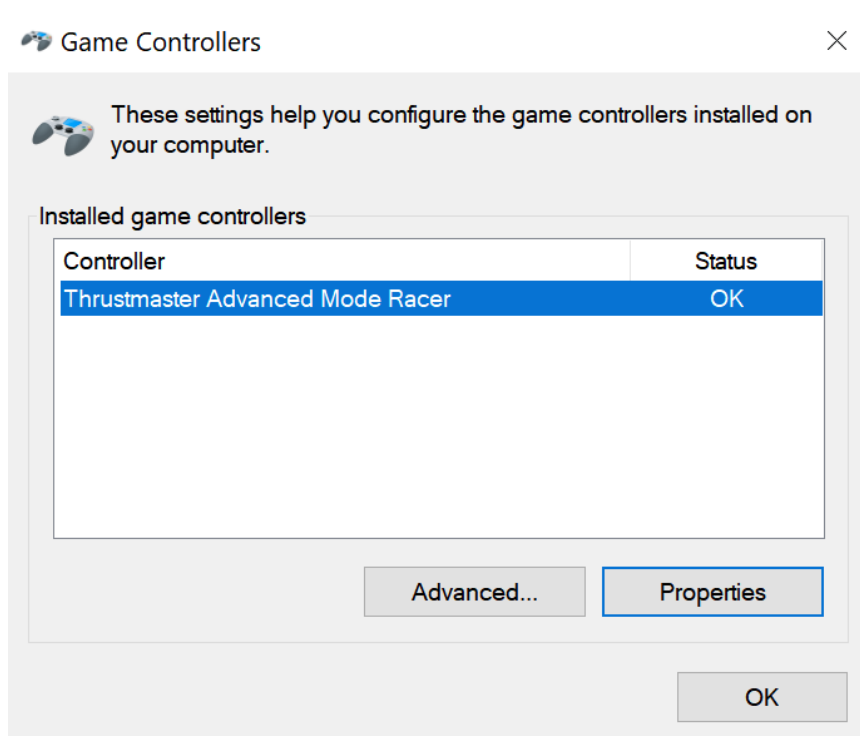 Game Controllers
These settings help you configure the game controllers installed on
your computer.
Installed game controllers
Controller Status
Thrustmaster Advanced Mode Racer OK
Advanced... Properties
OK